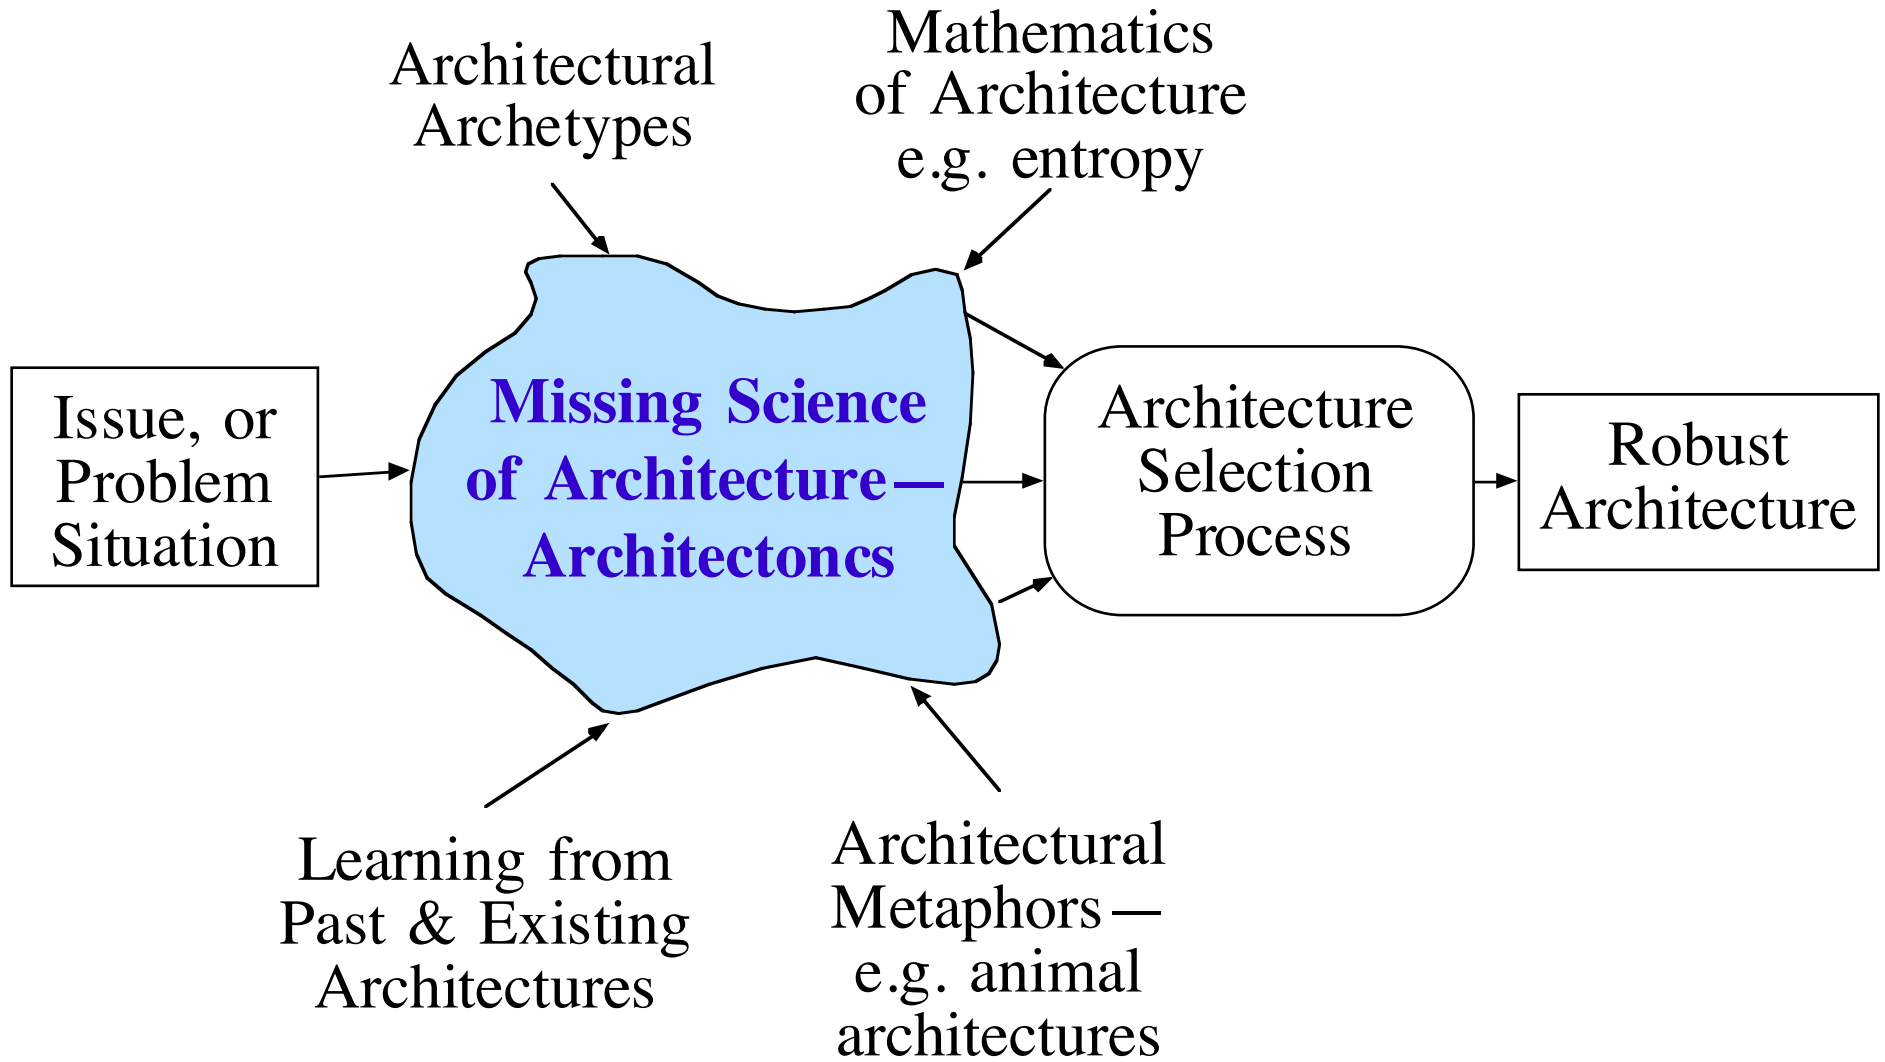 Architectural
Archetypes
Mathematics
of Architecture
e.g. entropy
Issue, or
Problem
Situation
Missing Science
of Architecture—
Architectoncs
Architecture
Selection
Process
Robust
Architecture
Learning from
Past & Existing
Architectures
Architectural
Metaphors—
e.g. animal
architectures